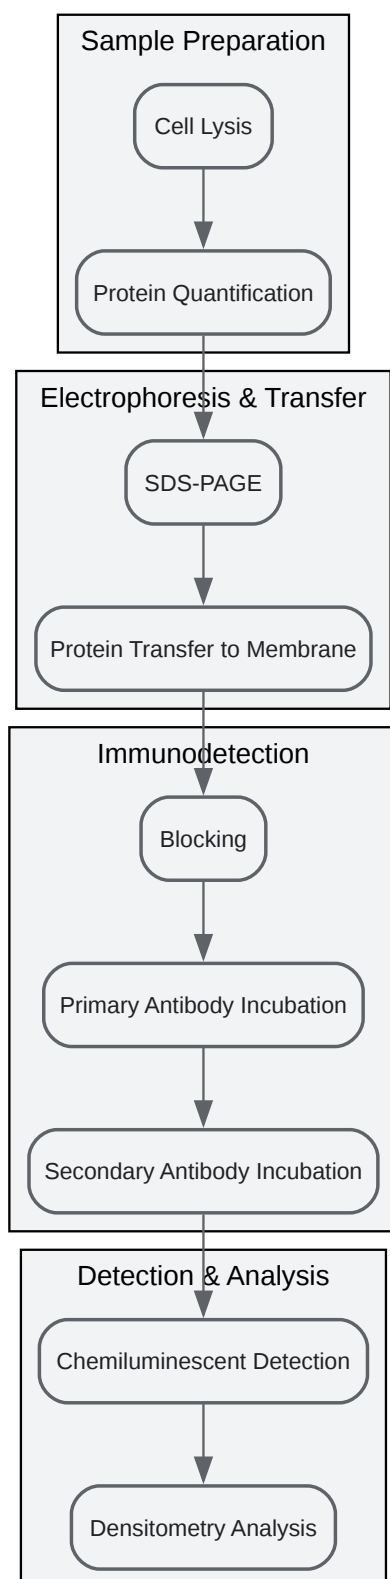 Sample Preparation
Cell Lysis
Protein Quantification
Electrophoresis & Transfer
SDS-PAGE
Protein Transfer to Membrane
Immunodetection
Blocking
Primary Antibody Incubation
Secondary Antibody Incubation
Detection & Analysis
Chemiluminescent Detection
Densitometry Analysis